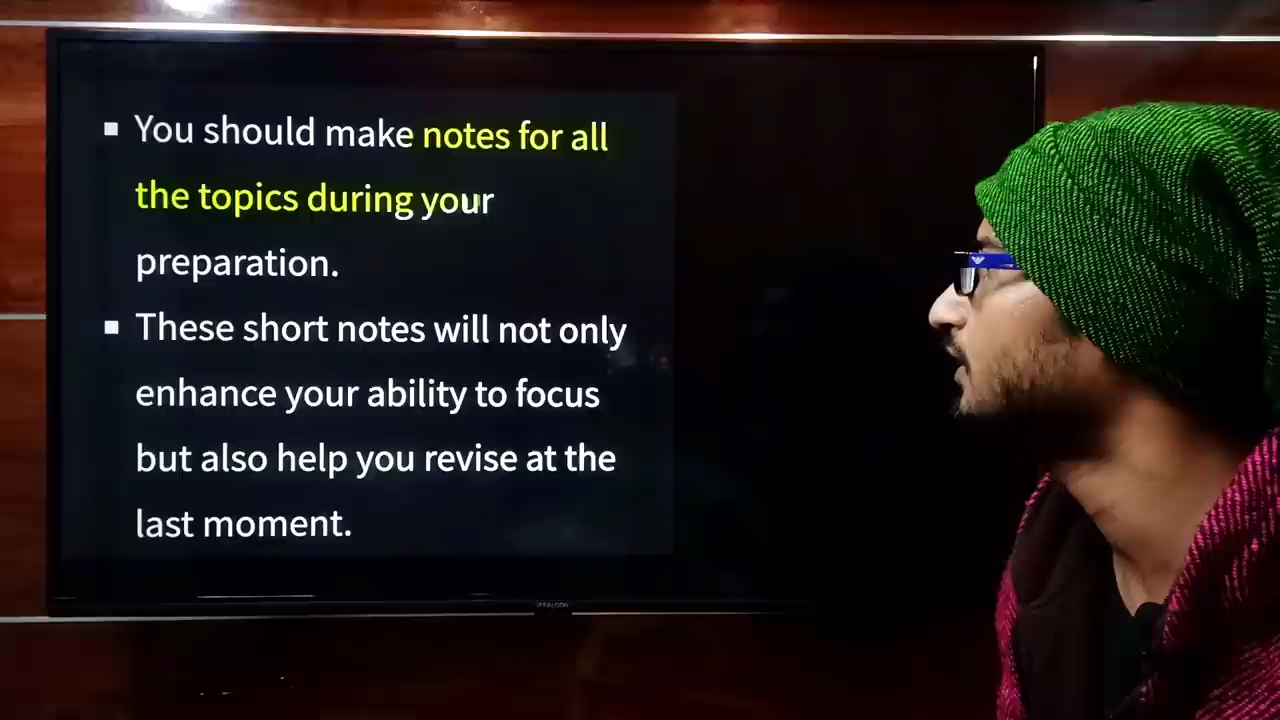 You should make notes for all
the topics during your
preparation.
These short notes will not only
enhance your ability to focus
but also help you revise at the
last moment.
IFFALCON